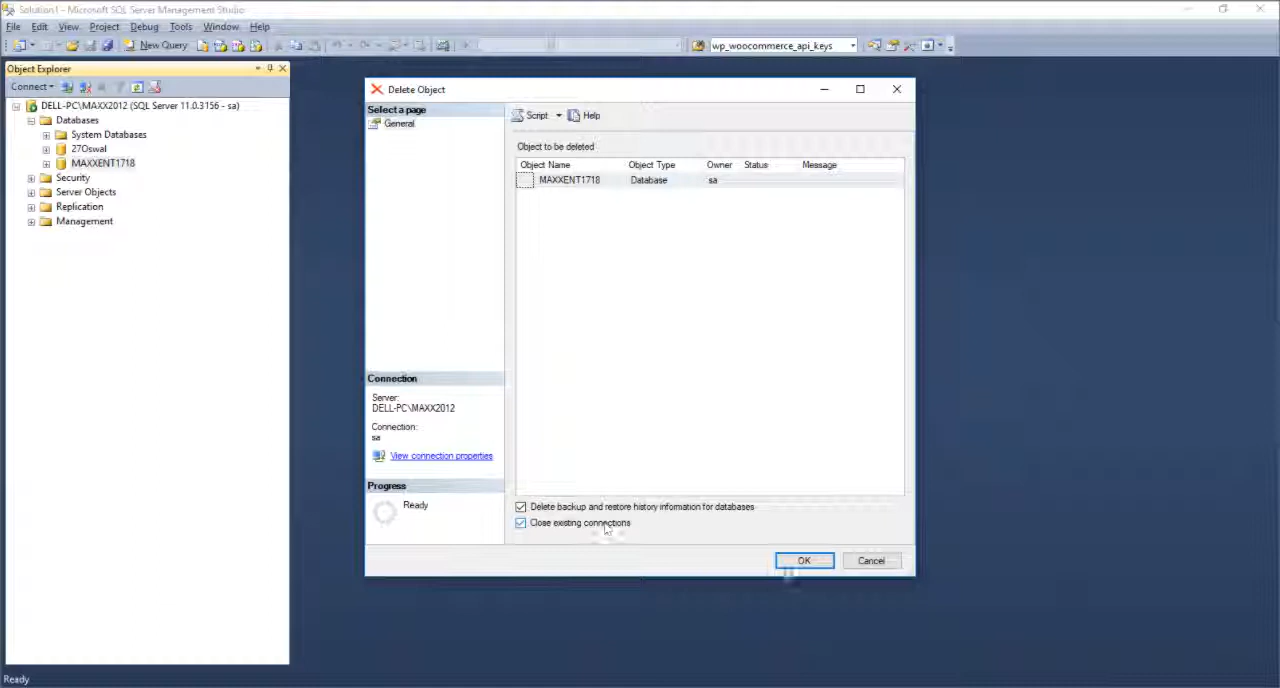 Solution1 - Microsoft SQL Server Management Studio
File Edit View Project Debug Tools Window Help
New Query wp_woocommerce_api_keys
Object Explorer
Connect
DELL-PC\MAXX2012 (SQL Server 11.0.3156 - sa)
Databases
System Databases
27Oswal
MAXXENT1718
Security
Server Objects
Replication
Management
Delete Object
Select a page
General
Script Help
Object to be deleted
Object Name Object Type Owner Status Message
MAXXENT1718 Database sa
Connection
Server:
DELL-PC\MAXX2012
Connection:
sa
View connection properties
Progress
Ready
Delete backup and restore history information for databases
Close existing connections
OK Cancel
Ready